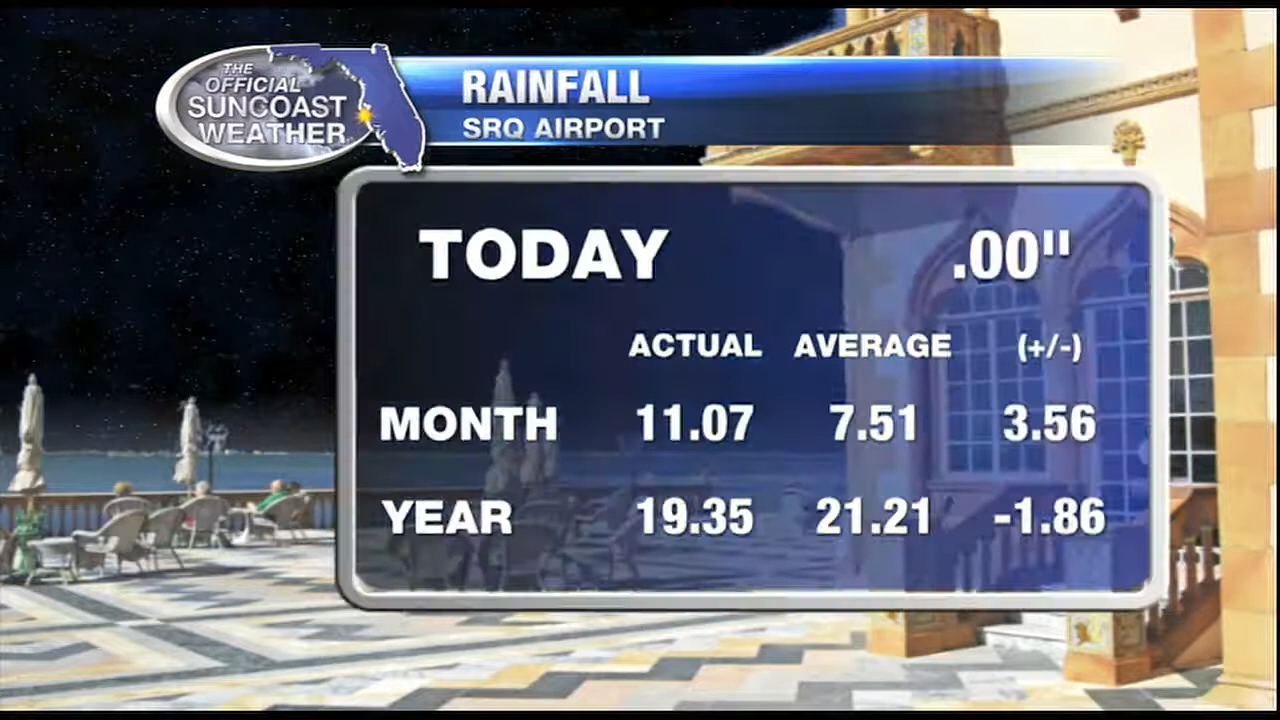 THE
OFFICIAL
SUNCOAST
WEATHER
RAINFALL
SRQ AIRPORT
TODAY .00"
ACTUAL AVERAGE (+/-)
MONTH 11.07 7.51 3.56
YEAR 19.35 21.21 -1.86